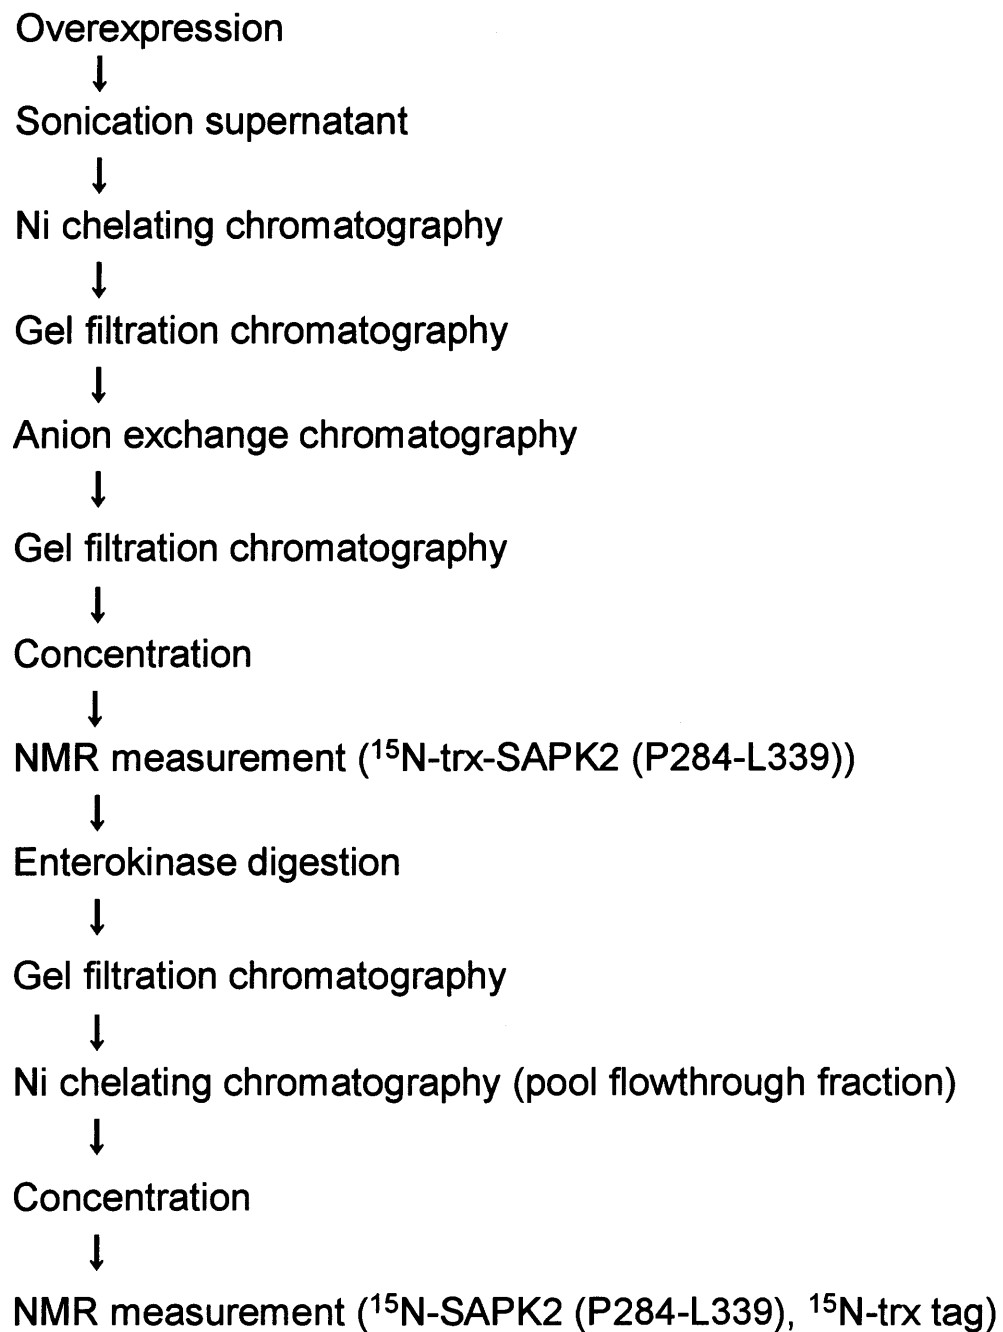 Overexpression
↓
Sonication supernatant
↓
Ni chelating chromatography
↓
Gel filtration chromatography
↓
Anion exchange chromatography
↓
Gel filtration chromatography
↓
Concentration
↓
NMR measurement (¹⁵N-trx-SAPK2 (P284-L339))
↓
Enterokinase digestion
↓
Gel filtration chromatography
↓
Ni chelating chromatography (pool flowthrough fraction)
↓
Concentration
↓
NMR measurement (¹⁵N-SAPK2 (P284-L339), ¹⁵N-trx tag)